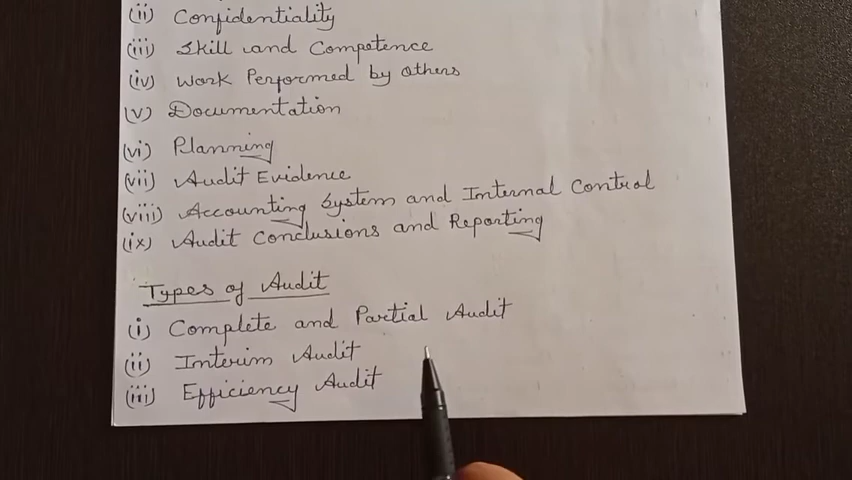 (ii) Confidentiality
(iii) Skill and Competence
(iv) Work Performed by Others
(v) Documentation
(vi) Planning
(vii) Audit Evidence
(viii) Accounting System and Internal Control
(ix) Audit Conclusions and Reporting
Types of Audit
(i) Complete and Partial Audit
(ii) Interim Audit
(iii) Efficiency Audit